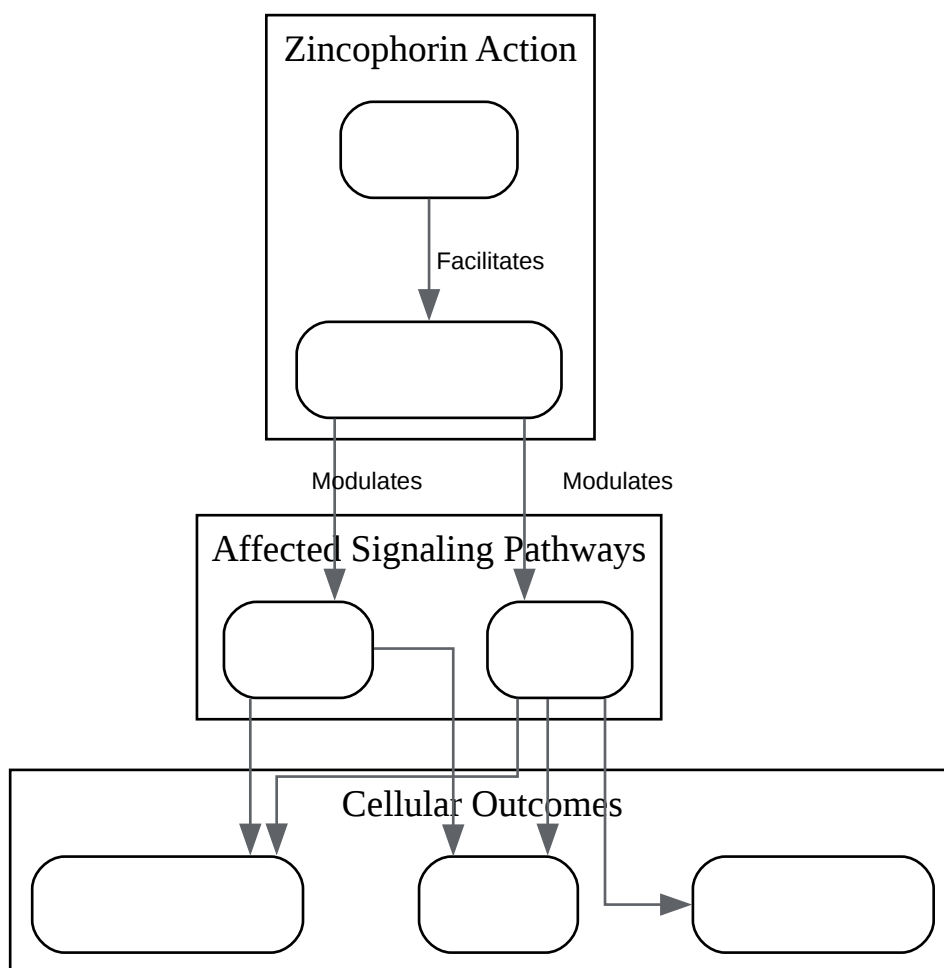 Zincophorin Action
Facilitates
Modulates
Modulates
Affected Signaling Pathways
Cellular Outcomes